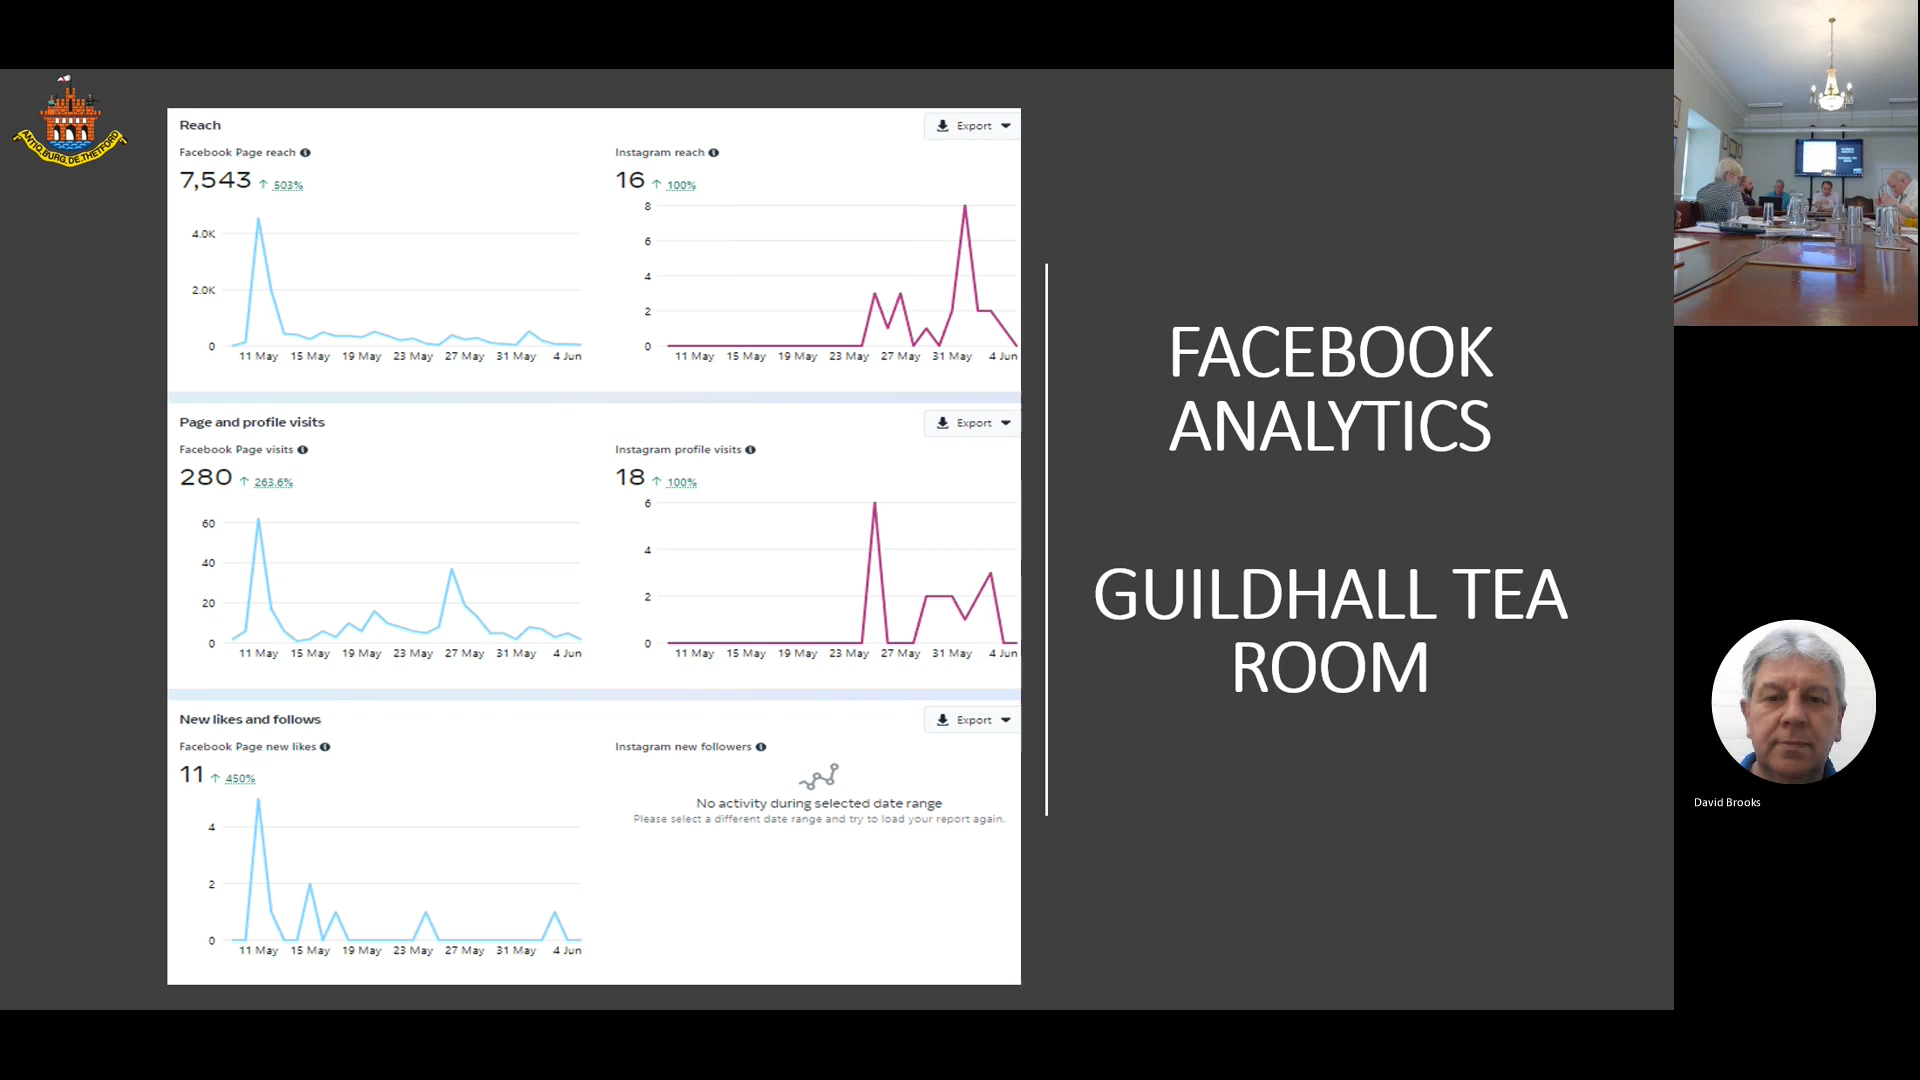 ANTIQ. BURG. DE. THETFORD
Reach
Export
Facebook Page reach
7,543 ↑ 503%
4.0K
2.0K
0
11 May 15 May 19 May 23 May 27 May 31 May 4 Jun
Instagram reach
16 ↑ 100%
8
6
4
2
0
11 May 15 May 19 May 23 May 27 May 31 May 4 Jun
Page and profile visits
Export
Facebook Page visits
280 ↑ 263.6%
60
40
20
0
11 May 15 May 19 May 23 May 27 May 31 May 4 Jun
Instagram profile visits
18 ↑ 100%
6
4
2
0
11 May 15 May 19 May 23 May 27 May 31 May 4 Jun
New likes and follows
Export
Facebook Page new likes
11 ↑ 450%
4
2
0
11 May 15 May 19 May 23 May 27 May 31 May 4 Jun
Instagram new followers
No activity during selected date range
Please select a different date range and try to load your report again.
FACEBOOK
ANALYTICS
GUILDHALL TEA
ROOM
David Brooks